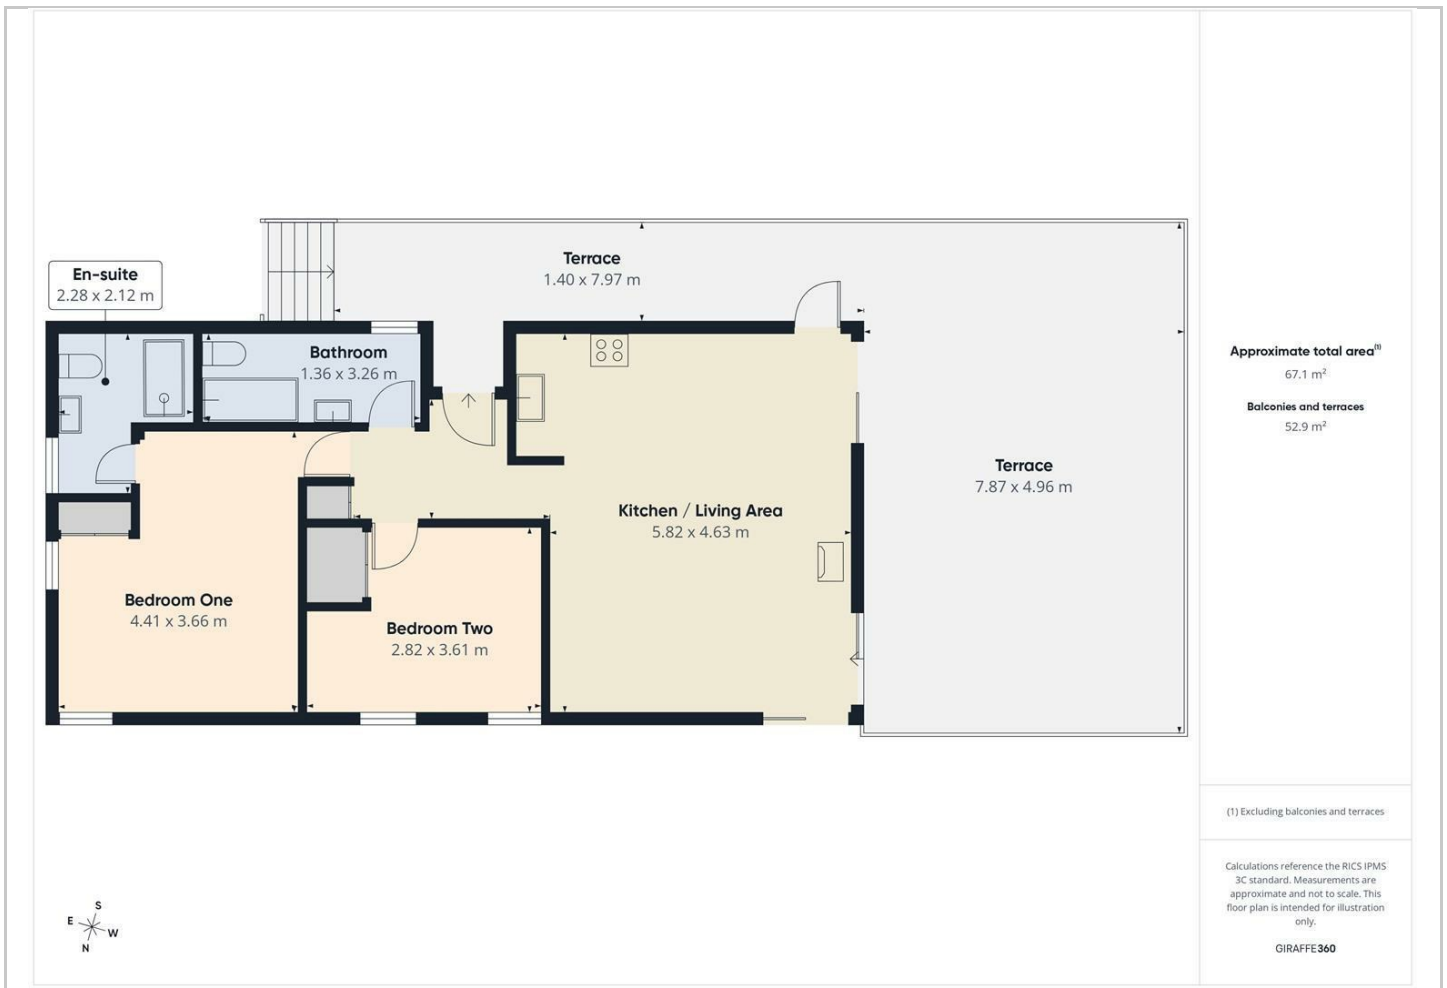 En-suite
2.28 x 2.12 m
Terrace
1.40 x 7.97 m
Bathroom
1.36 x 3.26 m
Terrace
7.87 x 4.96 m
Kitchen / Living Area
5.82 x 4.63 m
Bedroom One
4.41 x 3.66 m
Bedroom Two
2.82 x 3.61 m
S
E
W
N
Approximate total area(1)
67.1 m²
Balconies and terraces
52.9 m²
(1) Excluding balconies and terraces
Calculations reference the RICS IPMS
3C standard. Measurements are
approximate and not to scale. This
floor plan is intended for illustration
only.
GIRAFFE360